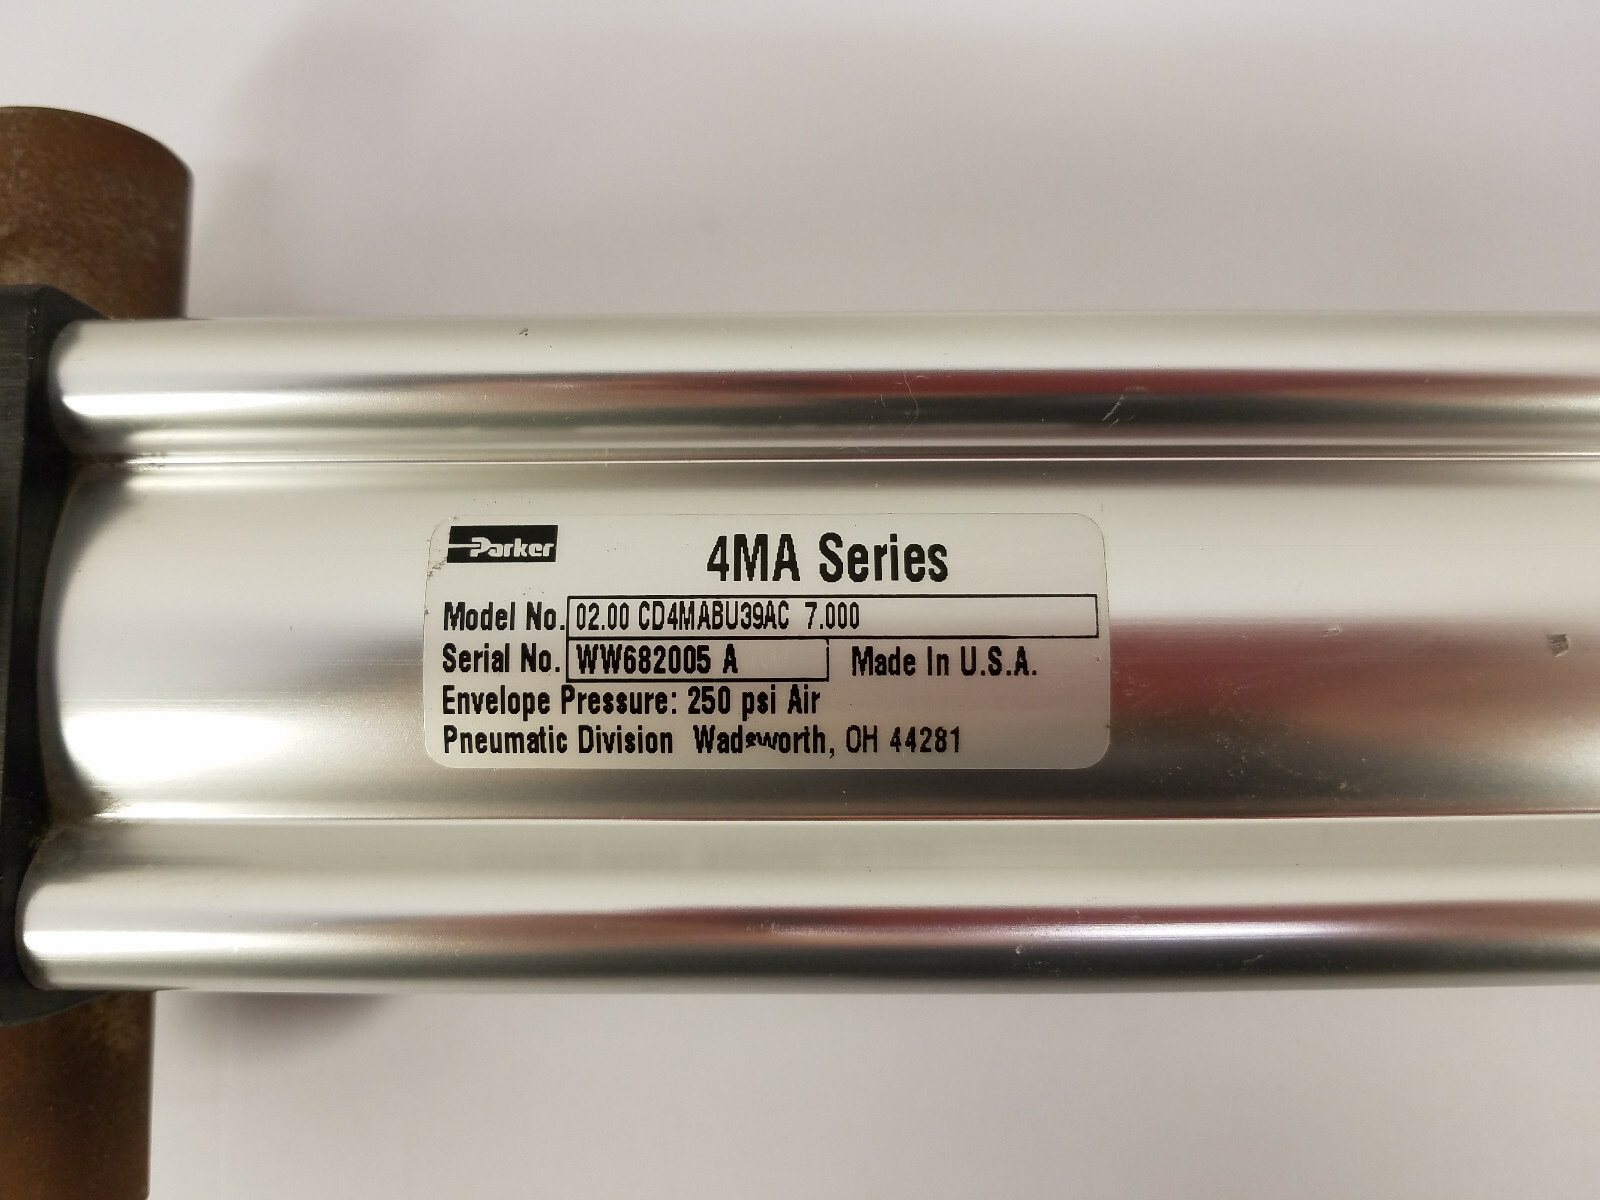 Parker 4MA Series
Model No. 02.00 CD4MABU39AC 7.000
Serial No. WW682005 A Made In U.S.A.
Envelope Pressure: 250 psi Air
Pneumatic Division Wadsworth, OH 44281